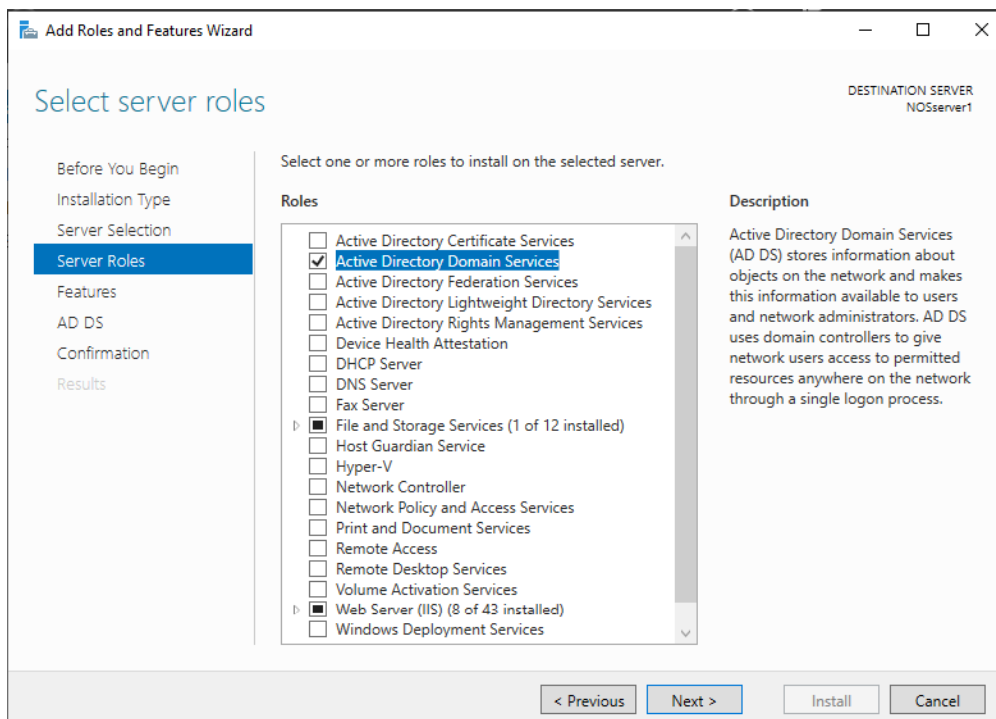 Add Roles and Features Wizard
Select server roles
DESTINATION SERVER
NOSserver1
Before You Begin
Installation Type
Server Selection
Server Roles
Features
AD DS
Confirmation
Results
Select one or more roles to install on the selected server.
Roles
Active Directory Certificate Services
Active Directory Domain Services
Active Directory Federation Services
Active Directory Lightweight Directory Services
Active Directory Rights Management Services
Device Health Attestation
DHCP Server
DNS Server
Fax Server
File and Storage Services (1 of 12 installed)
Host Guardian Service
Hyper-V
Network Controller
Network Policy and Access Services
Print and Document Services
Remote Access
Remote Desktop Services
Volume Activation Services
Web Server (IIS) (8 of 43 installed)
Windows Deployment Services
Description
Active Directory Domain Services
(AD DS) stores information about
objects on the network and makes
this information available to users
and network administrators. AD DS
uses domain controllers to give
network users access to permitted
resources anywhere on the network
through a single logon process.
< Previous
Next >
Install
Cancel